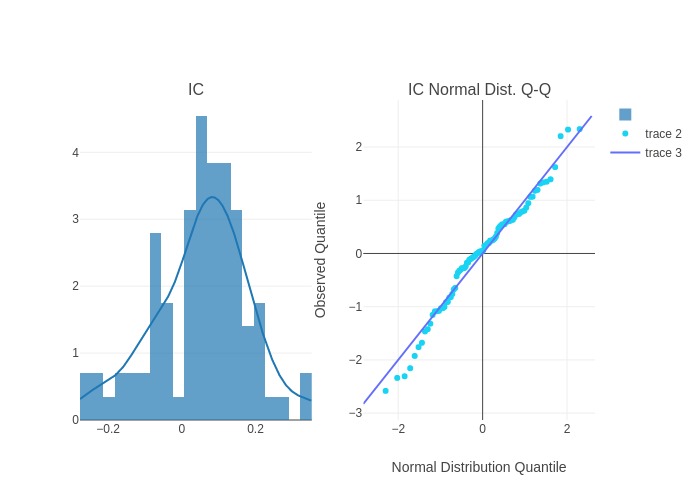 IC
IC Normal Dist. Q-Q
trace 2
trace 3
4
3
2
1
0
−0.2
0
0.2
Observed Quantile
2
1
0
−1
−2
−3
−2
0
2
Normal Distribution Quantile